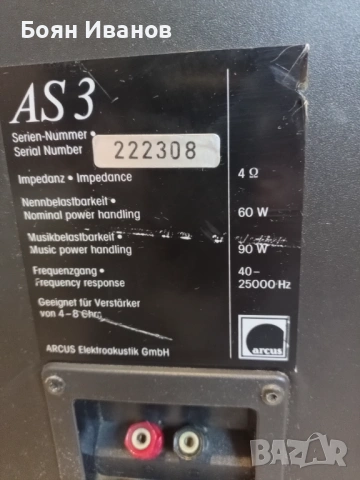 Боян Иванов
AS 3
Serien-Nummer •
Serial Number
222308
Impedanz • Impedance
4 Ω
Nennbelastbarkeit •
Nominal power handling
60 W
Musikbelastbarkeit •
Music power handling
90 W
Frequenzgang •
Frequency response
40–
25000 Hz
Geeignet für Verstärker
von 4–8 Ohm
ARCUS Elektroakustik GmbH
arcus
BAZAR
bg